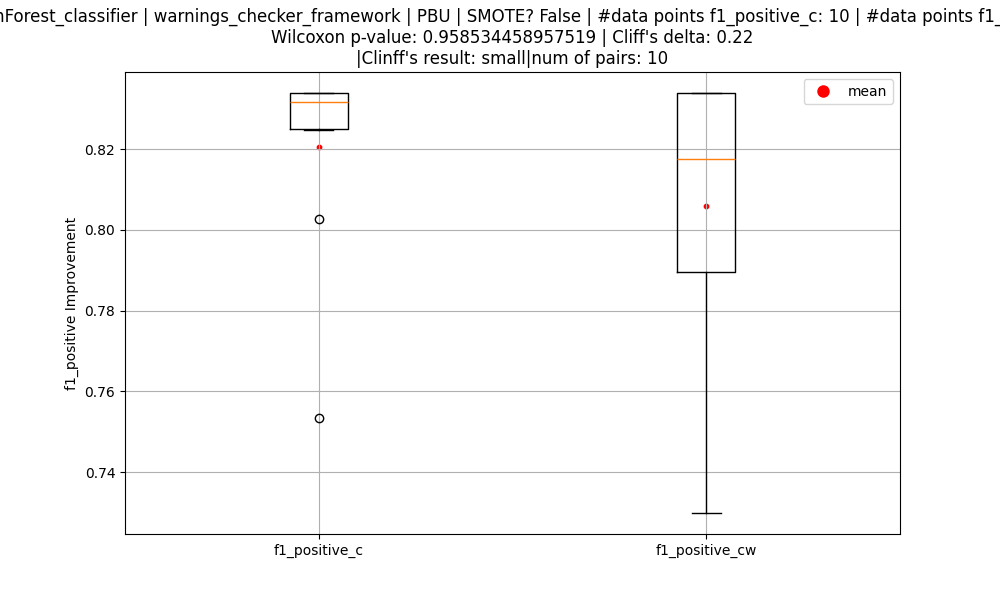 Forest_classifier | warnings_checker_framework | PBU | SMOTE? False | #data points f1_positive_c: 10 | #data points f1_
Wilcoxon p-value: 0.958534458957519 | Cliff's delta: 0.22
|Clinff's result: small|num of pairs: 10
mean
0.82
0.80
0.78
0.76
0.74
f1_positive Improvement
f1_positive_c
f1_positive_cw